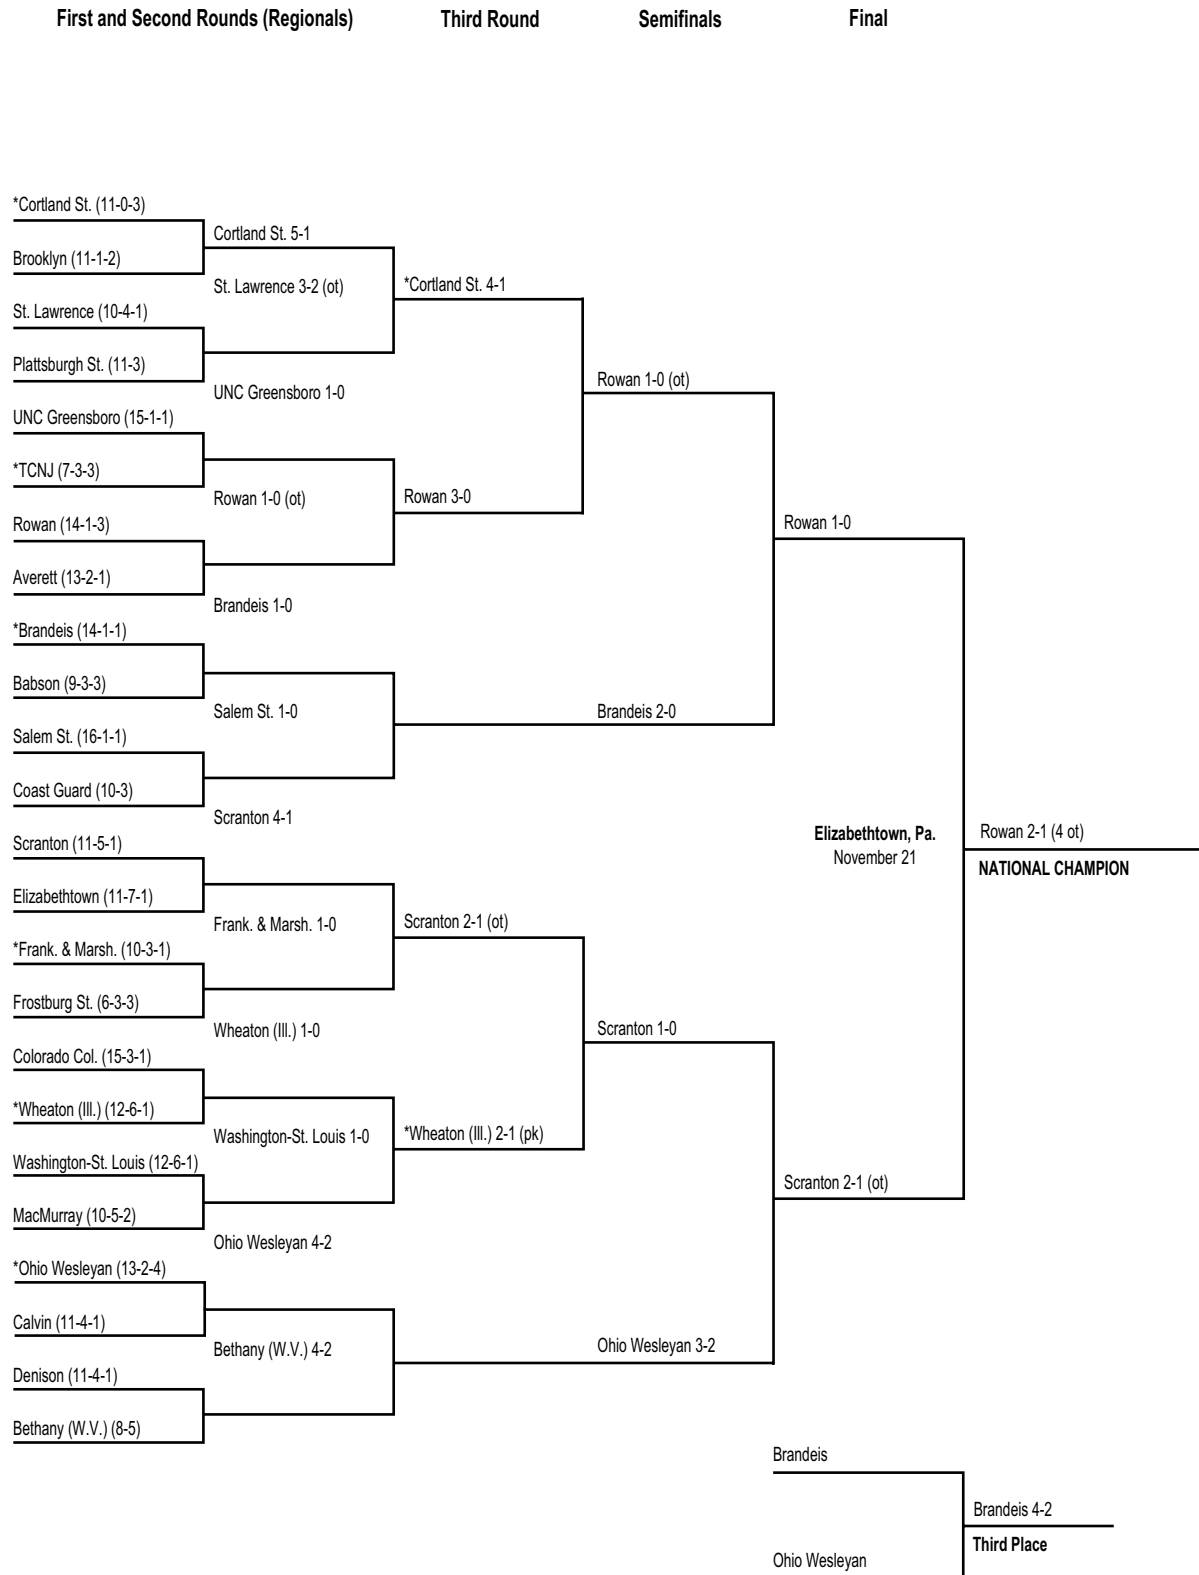 First and Second Rounds (Regionals)
Third Round
Semifinals
Final
*Cortland St. (11-0-3)
Brooklyn (11-1-2)
St. Lawrence (10-4-1)
Plattsburgh St. (11-3)
UNC Greensboro (15-1-1)
*TCNJ (7-3-3)
Rowan (14-1-3)
Averett (13-2-1)
*Brandeis (14-1-1)
Babson (9-3-3)
Salem St. (16-1-1)
Coast Guard (10-3)
Scranton (11-5-1)
Elizabethtown (11-7-1)
*Frank. & Marsh. (10-3-1)
Frostburg St. (6-3-3)
Colorado Col. (15-3-1)
*Wheaton (Ill.) (12-6-1)
Washington-St. Louis (12-6-1)
MacMurray (10-5-2)
*Ohio Wesleyan (13-2-4)
Calvin (11-4-1)
Denison (11-4-1)
Bethany (W.V.) (8-5)
Cortland St. 5-1
St. Lawrence 3-2 (ot)
UNC Greensboro 1-0
Rowan 1-0 (ot)
Brandeis 1-0
Salem St. 1-0
Scranton 4-1
Frank. & Marsh. 1-0
Wheaton (Ill.) 1-0
Washington-St. Louis 1-0
Ohio Wesleyan 4-2
Bethany (W.V.) 4-2
*Cortland St. 4-1
Rowan 3-0
Scranton 2-1 (ot)
*Wheaton (Ill.) 2-1 (pk)
Rowan 1-0 (ot)
Brandeis 2-0
Scranton 1-0
Ohio Wesleyan 3-2
Rowan 1-0
Scranton 2-1 (ot)
Elizabethtown, Pa.
November 21
Rowan 2-1 (4 ot)
NATIONAL CHAMPION
Brandeis
Ohio Wesleyan
Brandeis 4-2
Third Place